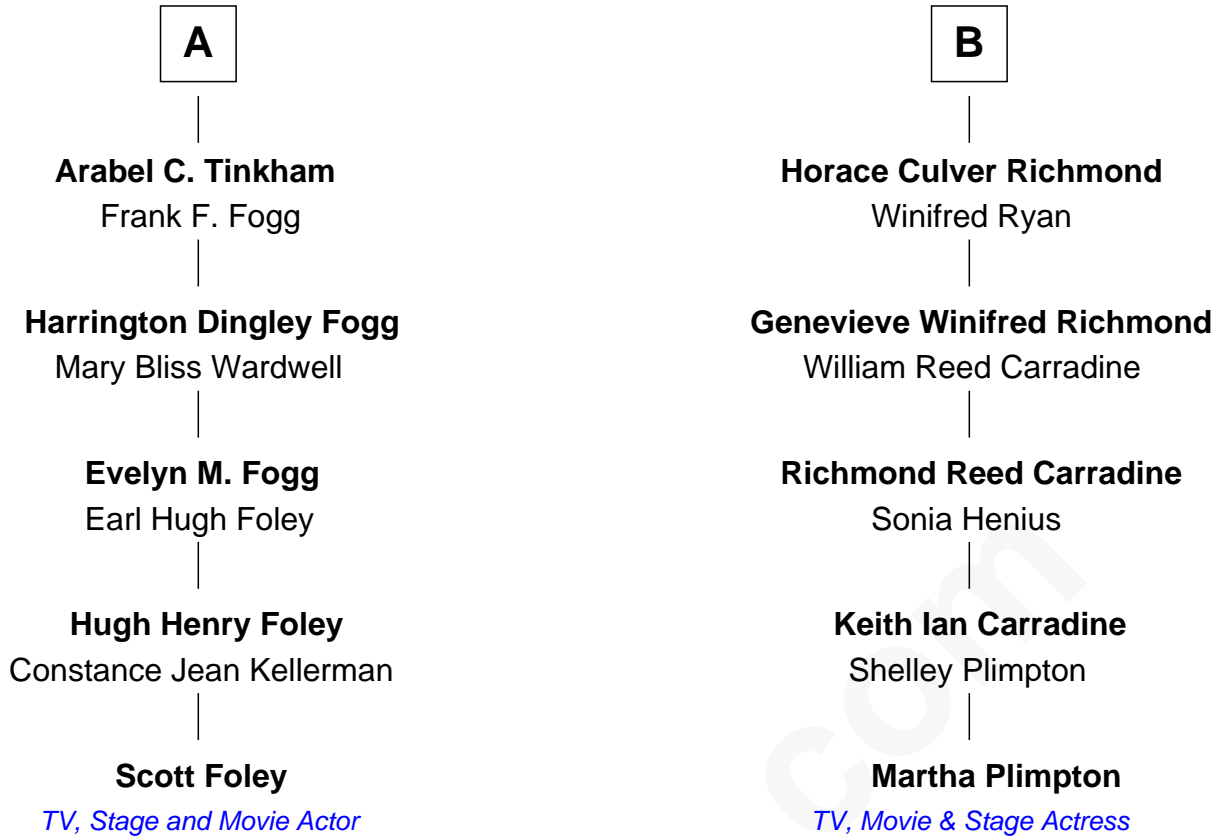 A
Arabel C. Tinkham
Frank F. Fogg
Harrington Dingley Fogg
Mary Bliss Wardwell
Evelyn M. Fogg
Earl Hugh Foley
Hugh Henry Foley
Constance Jean Kellerman
Scott Foley
TV, Stage and Movie Actor
B
Horace Culver Richmond
Winifred Ryan
Genevieve Winifred Richmond
William Reed Carradine
Richmond Reed Carradine
Sonia Henius
Keith Ian Carradine
Shelley Plimpton
Martha Plimpton
TV, Movie & Stage Actress
com